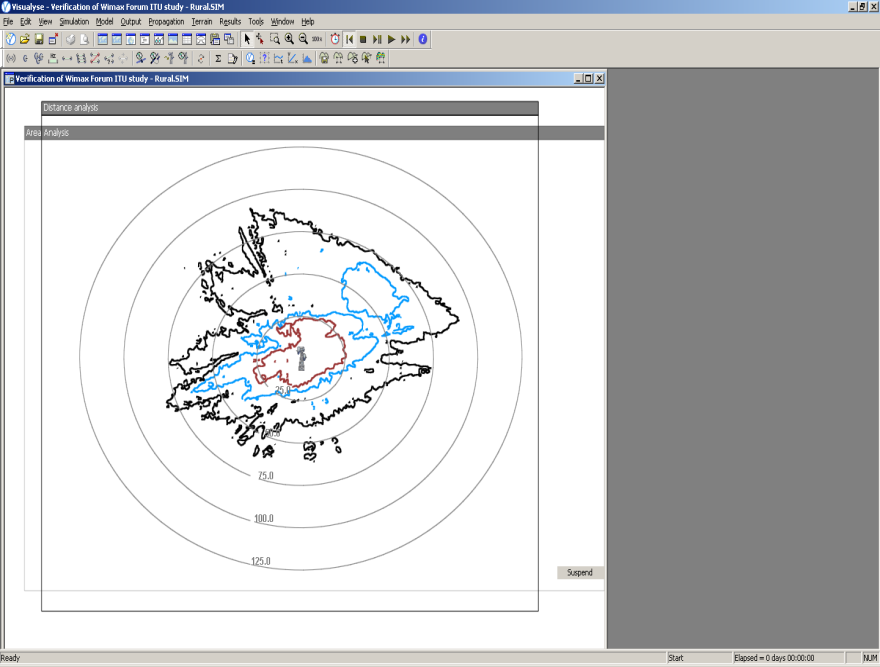 Visualyse - Verification of Wimax Forum ITU study - Rural.SIM
File Edit View Simulation Model Output Propagation Terrain Results Tools Window Help
100%
Verification of Wimax Forum ITU study - Rural.SIM
Distance analysis
Area Analysis
25.0
75.0
100.0
125.0
Suspend
Ready Start Elapsed = 0 days 00:00:00 NUM